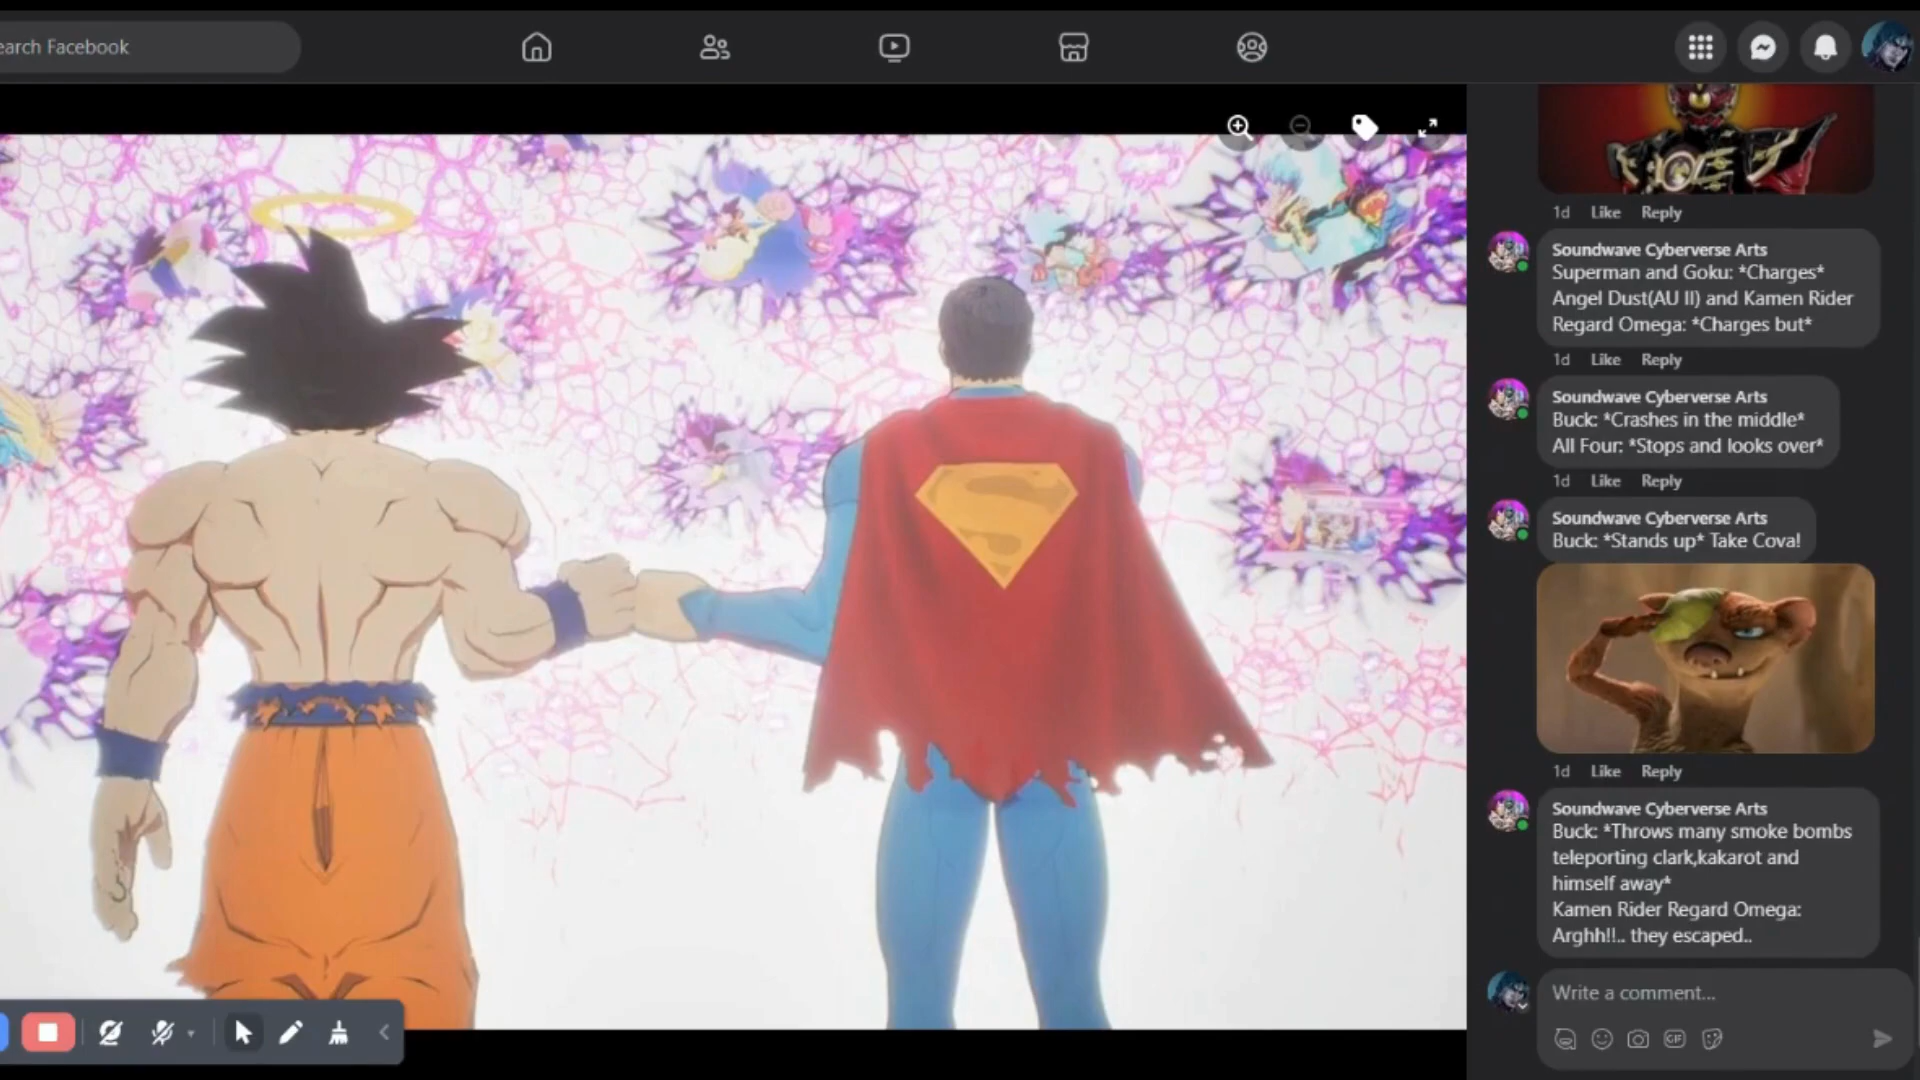 earch Facebook
1d Like Reply
Soundwave Cyberverse Arts
Superman and Goku: *Charges*
Angel Dust(AU II) and Kamen Rider
Regard Omega: *Charges but*
1d Like Reply
Soundwave Cyberverse Arts
Buck: *Crashes in the middle*
All Four: *Stops and looks over*
1d Like Reply
Soundwave Cyberverse Arts
Buck: *Stands up* Take Cova!
1d Like Reply
Soundwave Cyberverse Arts
Buck: *Throws many smoke bombs
teleporting clark,kakarot and
himself away*
Kamen Rider Regard Omega:
Arghh!!.. they escaped..
Write a comment...
GIF